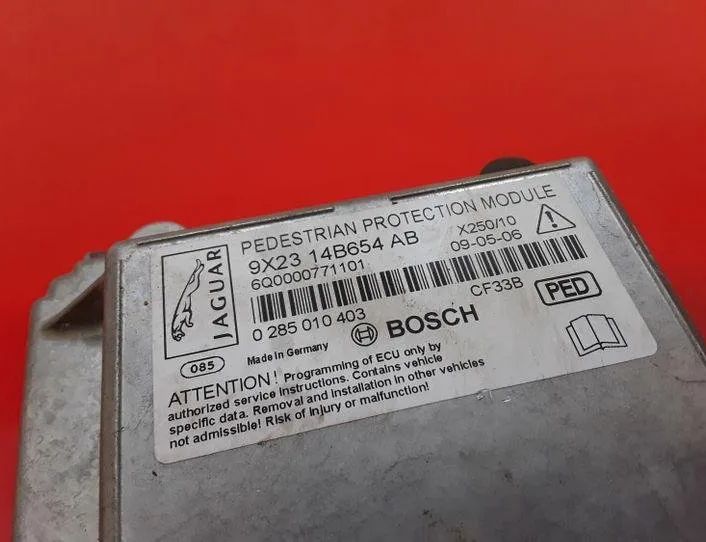 PEDESTRIAN PROTECTION MODULE
9X23 14B654 AB
X250/10
6Q0000771101
09-05-06
JAGUAR
CF33B
PED
0 285 010 403
BOSCH
085
Made in Germany
ATTENTION! Programming of ECU only by
authorized service instructions. Contains vehicle
specific data. Removal and installation in other vehicles
not admissible! Risk of injury or malfunction!